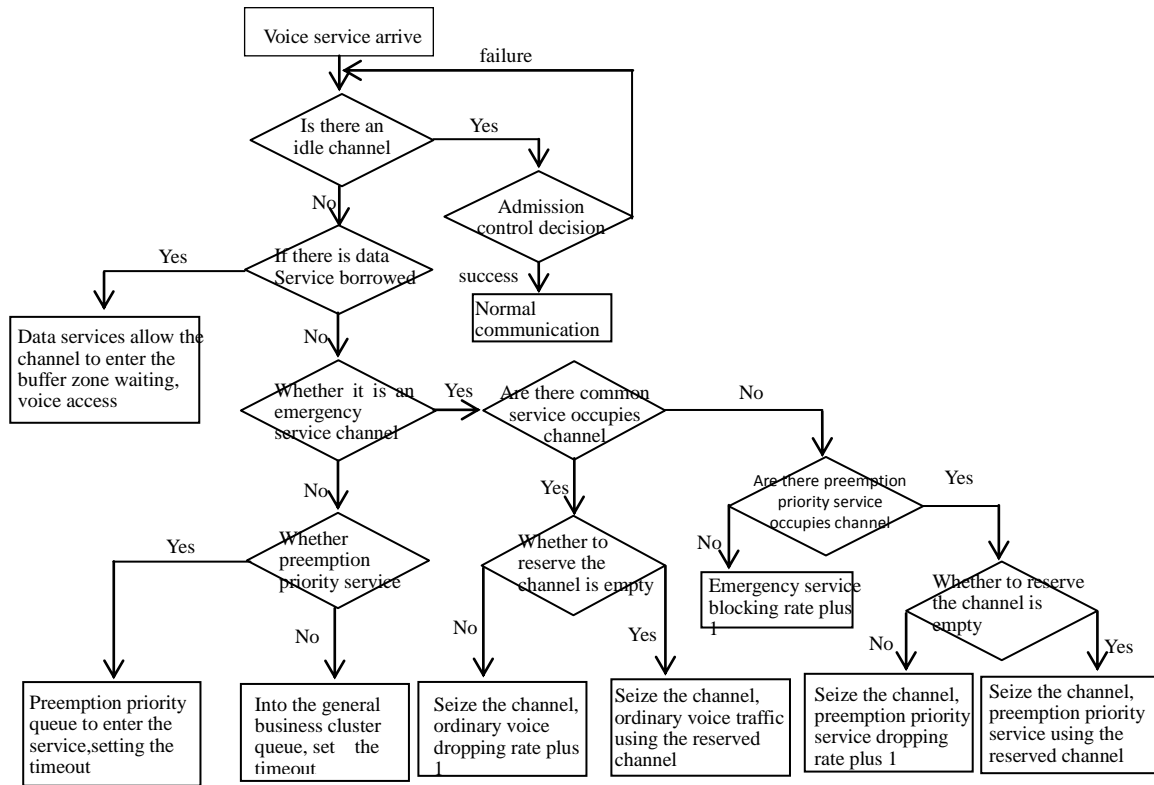 Voice service arrive
failure
Is there an
idle channel
Yes
No
Admission
control decision
If there is data
Service borrowed
Yes
success
Normal
communication
Data services allow the
channel to enter the
buffer zone waiting,
voice access
No
Whether it is an
emergency
service channel
Yes
Are there common
service occupies
channel
No
Are there preemption
priority service
occupies channel
Yes
No
Yes
Whether
preemption
priority service
Yes
Whether to
reserve the
channel is empty
No
Emergency service
blocking rate plus
1
Whether to reserve
the channel is
empty
No
No
Yes
No
Yes
Preemption priority
queue to enter the
service,setting the
timeout
Into the general
business cluster
queue, set the
timeout
Seize the channel,
ordinary voice
dropping rate plus
1
Seize the channel,
ordinary voice traffic
using the reserved
channel
Seize the channel,
preemption priority
service dropping
rate plus 1
Seize the channel,
preemption priority
service using the
reserved channel